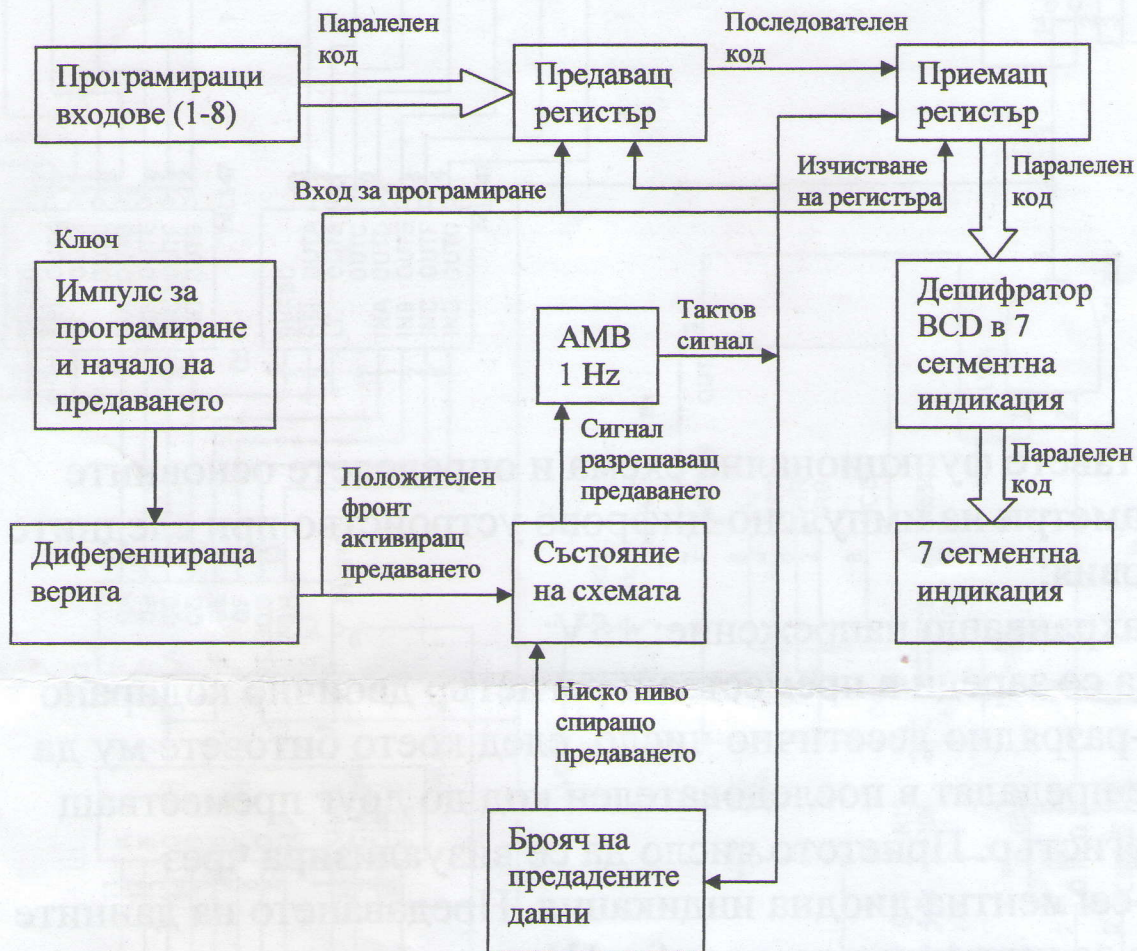 Паралелен
код
Последователен
код
Програмиращи
входове (1-8)
Предаващ
регистър
Приемащ
регистър
Вход за програмиране
Изчистване
на регистъра
Паралелен
код
Ключ
Импулс за
програмиране
и начало на
предаването
АМВ
1 Hz
Тактов
сигнал
Дешифратор
BCD в 7
сегментна
индикация
Сигнал
разрешаващ
предаването
Паралелен
код
Положителен
фронт
активиращ
предаването
Диференцираща
верига
Състояние
на схемата
7 сегментна
индикация
Ниско ниво
спиращо
предаването
Брояч на
предадените
данни